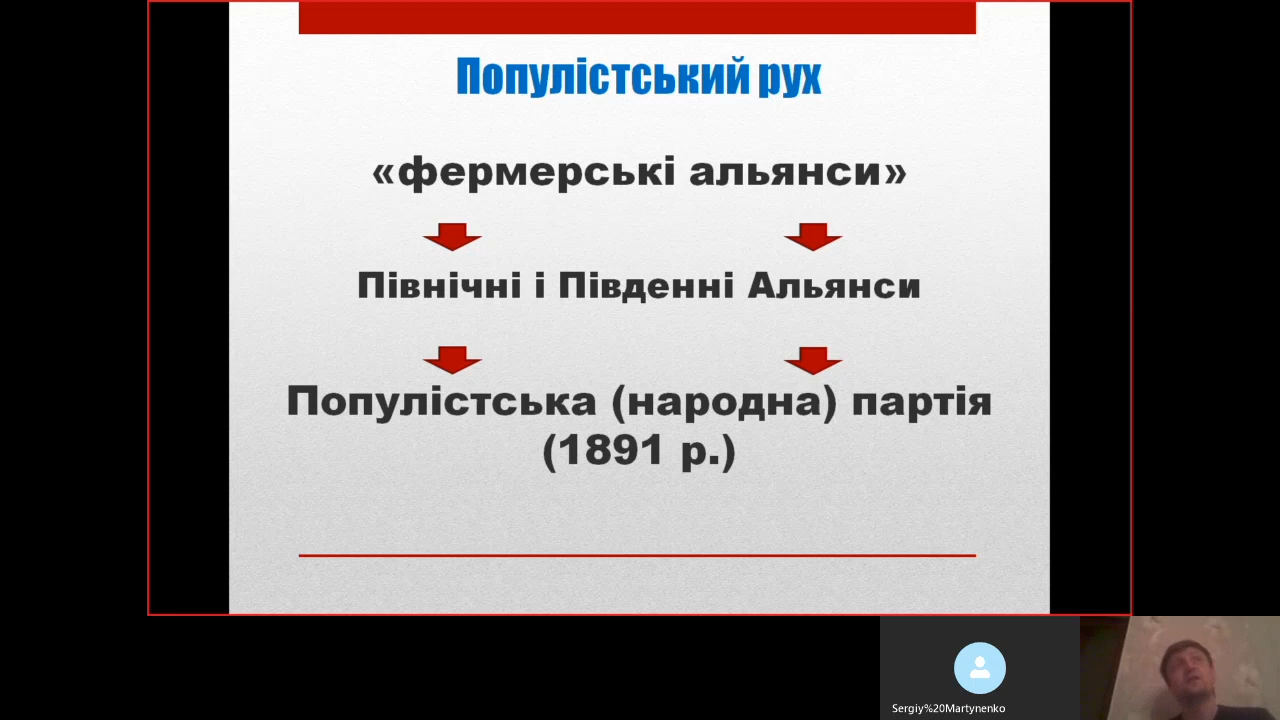 Популістський рух
«фермерські альянси»
Північні і Південні Альянси
Популістська (народна) партія
(1891 р.)
Sergiy%20Martynenko